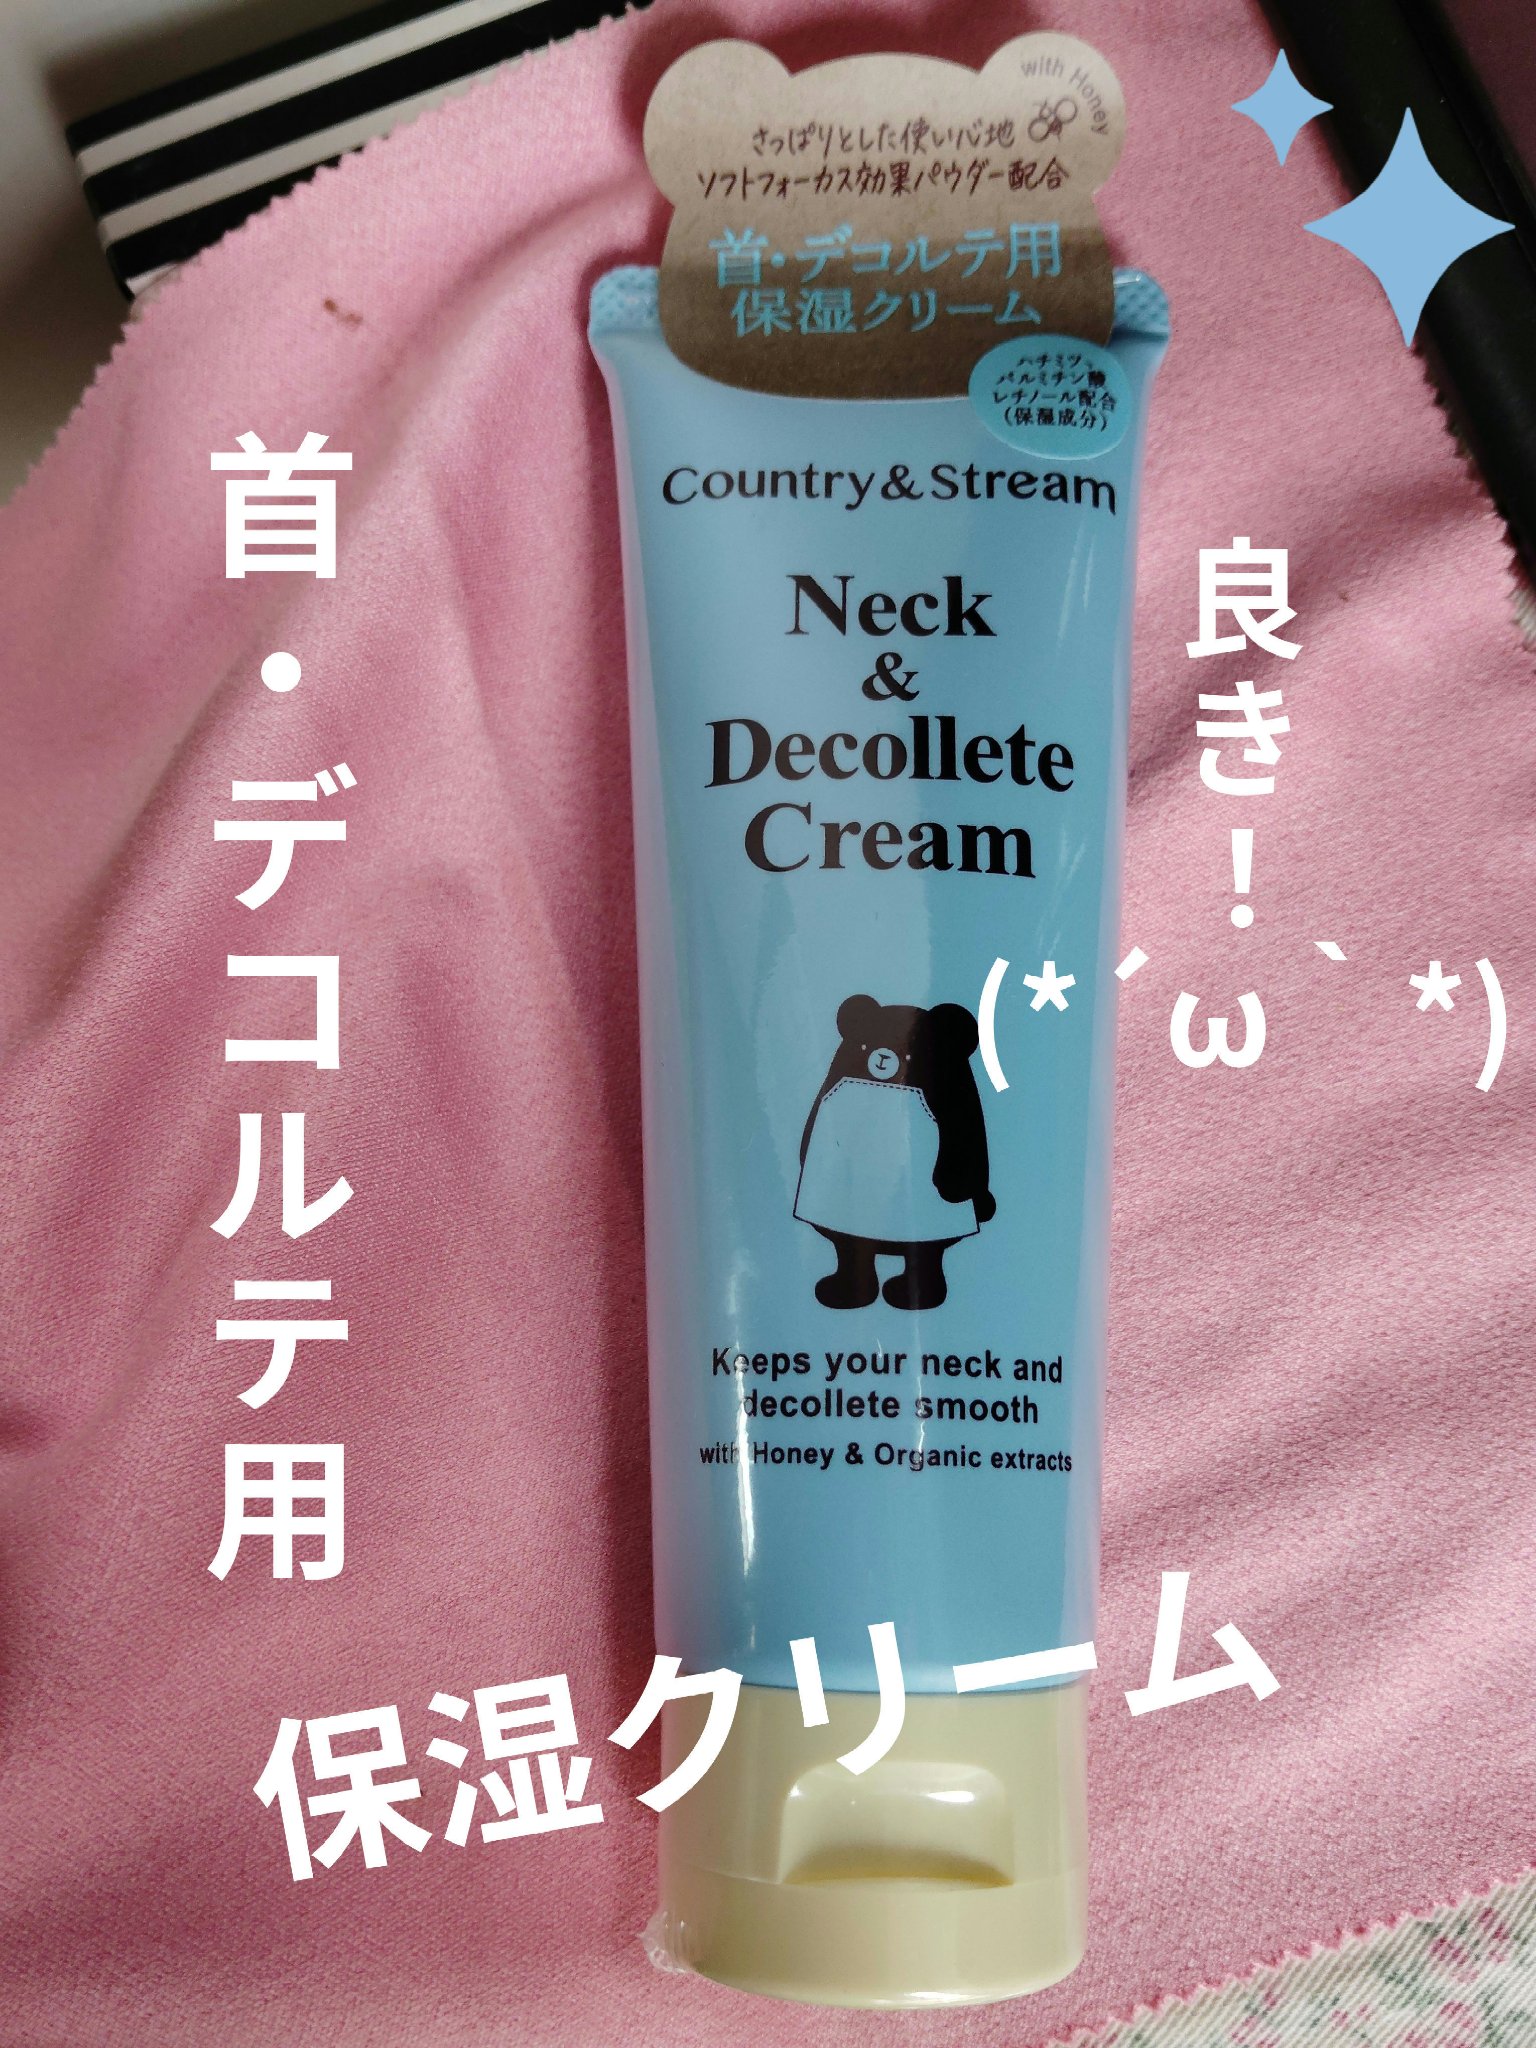 with Honey
さっぱりとした使い心地
ソフトフォーカス効果パウダー配合
首・デコルテ用
保湿クリーム
ハチミツ、
パルミチン酸
レチノール配合
(保湿成分)
Country&Stream
Neck
&
Decollete
Cream
Keeps your neck and
decollete smooth
with Honey & Organic extracts
首・デコルテ用
良き!
(*´ω｀*)
保湿クリーム